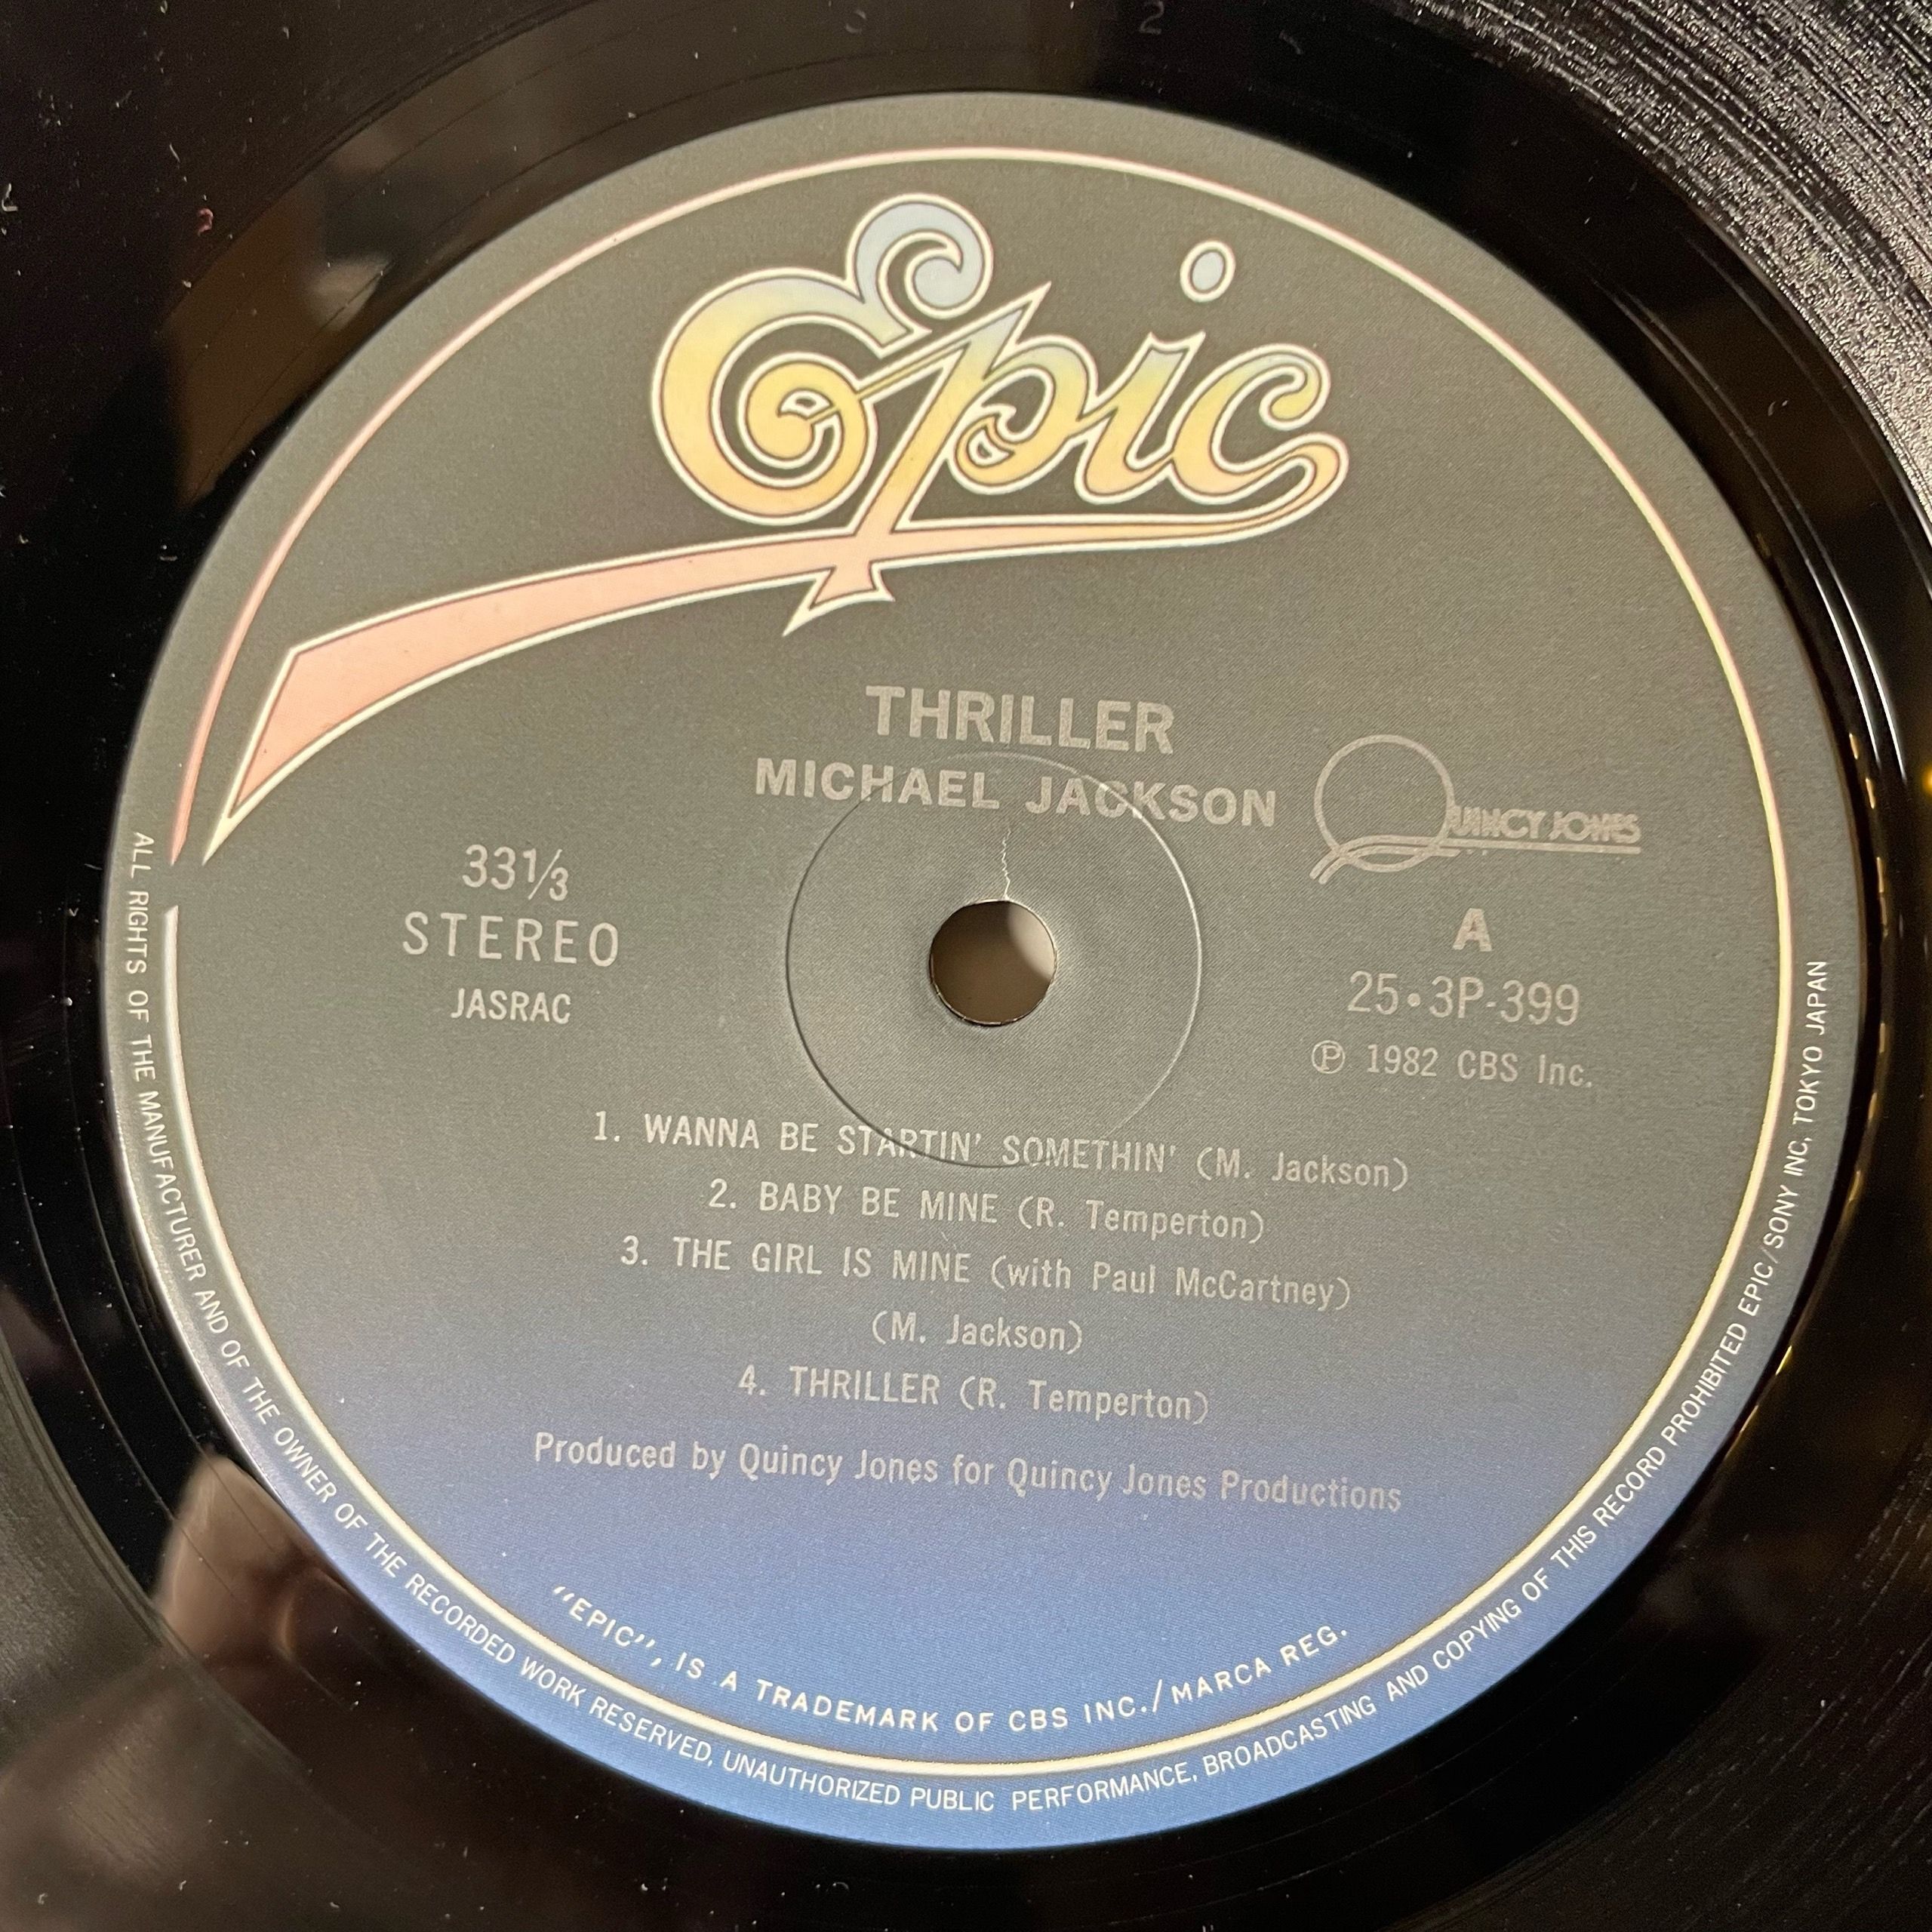 Epic
THRILLER
MICHAEL JACKSON
QUINCY JONES
33⅓
STEREO
JASRAC
A
25•3P-399
℗ 1982 CBS Inc.
1. WANNA BE STARTIN' SOMETHIN' (M. Jackson)
2. BABY BE MINE (R. Temperton)
3. THE GIRL IS MINE (with Paul McCartney)
(M. Jackson)
4. THRILLER (R. Temperton)
Produced by Quincy Jones for Quincy Jones Productions
"EPIC", IS A TRADEMARK OF CBS INC./MARCA REG.
ALL RIGHTS OF THE MANUFACTURER AND OF THE OWNER OF THE RECORDED WORK RESERVED, UNAUTHORIZED PUBLIC PERFORMANCE, BROADCASTING AND COPYING OF THIS RECORD PROHIBITED EPIC/SONY INC, TOKYO JAPAN